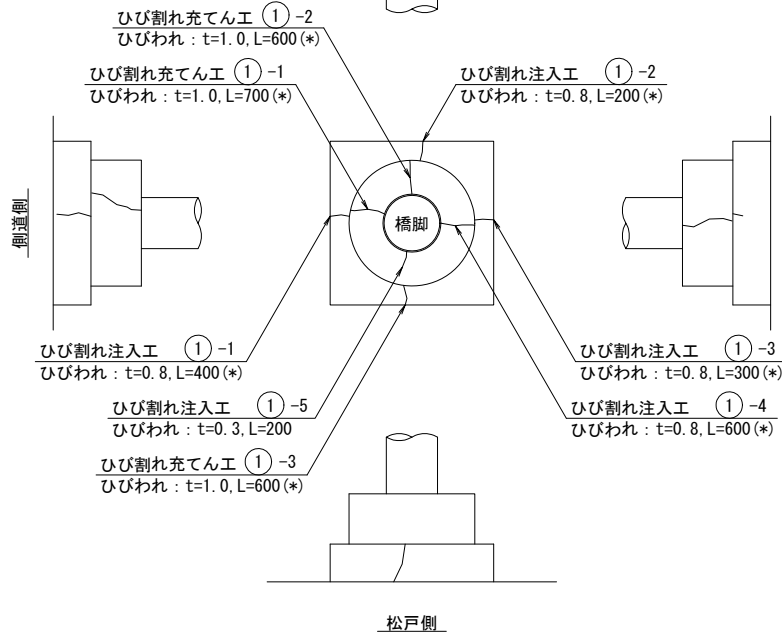 ひび割れ充てん工 ① -2
ひびわれ：t=1.0,L=600(*)
ひび割れ充てん工 ① -1
ひびわれ：t=1.0,L=700(*)
ひび割れ注入工 ① -2
ひびわれ：t=0.8,L=200(*)
側道側
橋脚
ひび割れ注入工 ① -1
ひびわれ：t=0.8,L=400(*)
ひび割れ注入工 ① -3
ひびわれ：t=0.8,L=300(*)
ひび割れ注入工 ① -5
ひびわれ：t=0.3,L=200
ひび割れ注入工 ① -4
ひびわれ：t=0.8,L=600(*)
ひび割れ充てん工 ① -3
ひびわれ：t=1.0,L=600(*)
松戸側